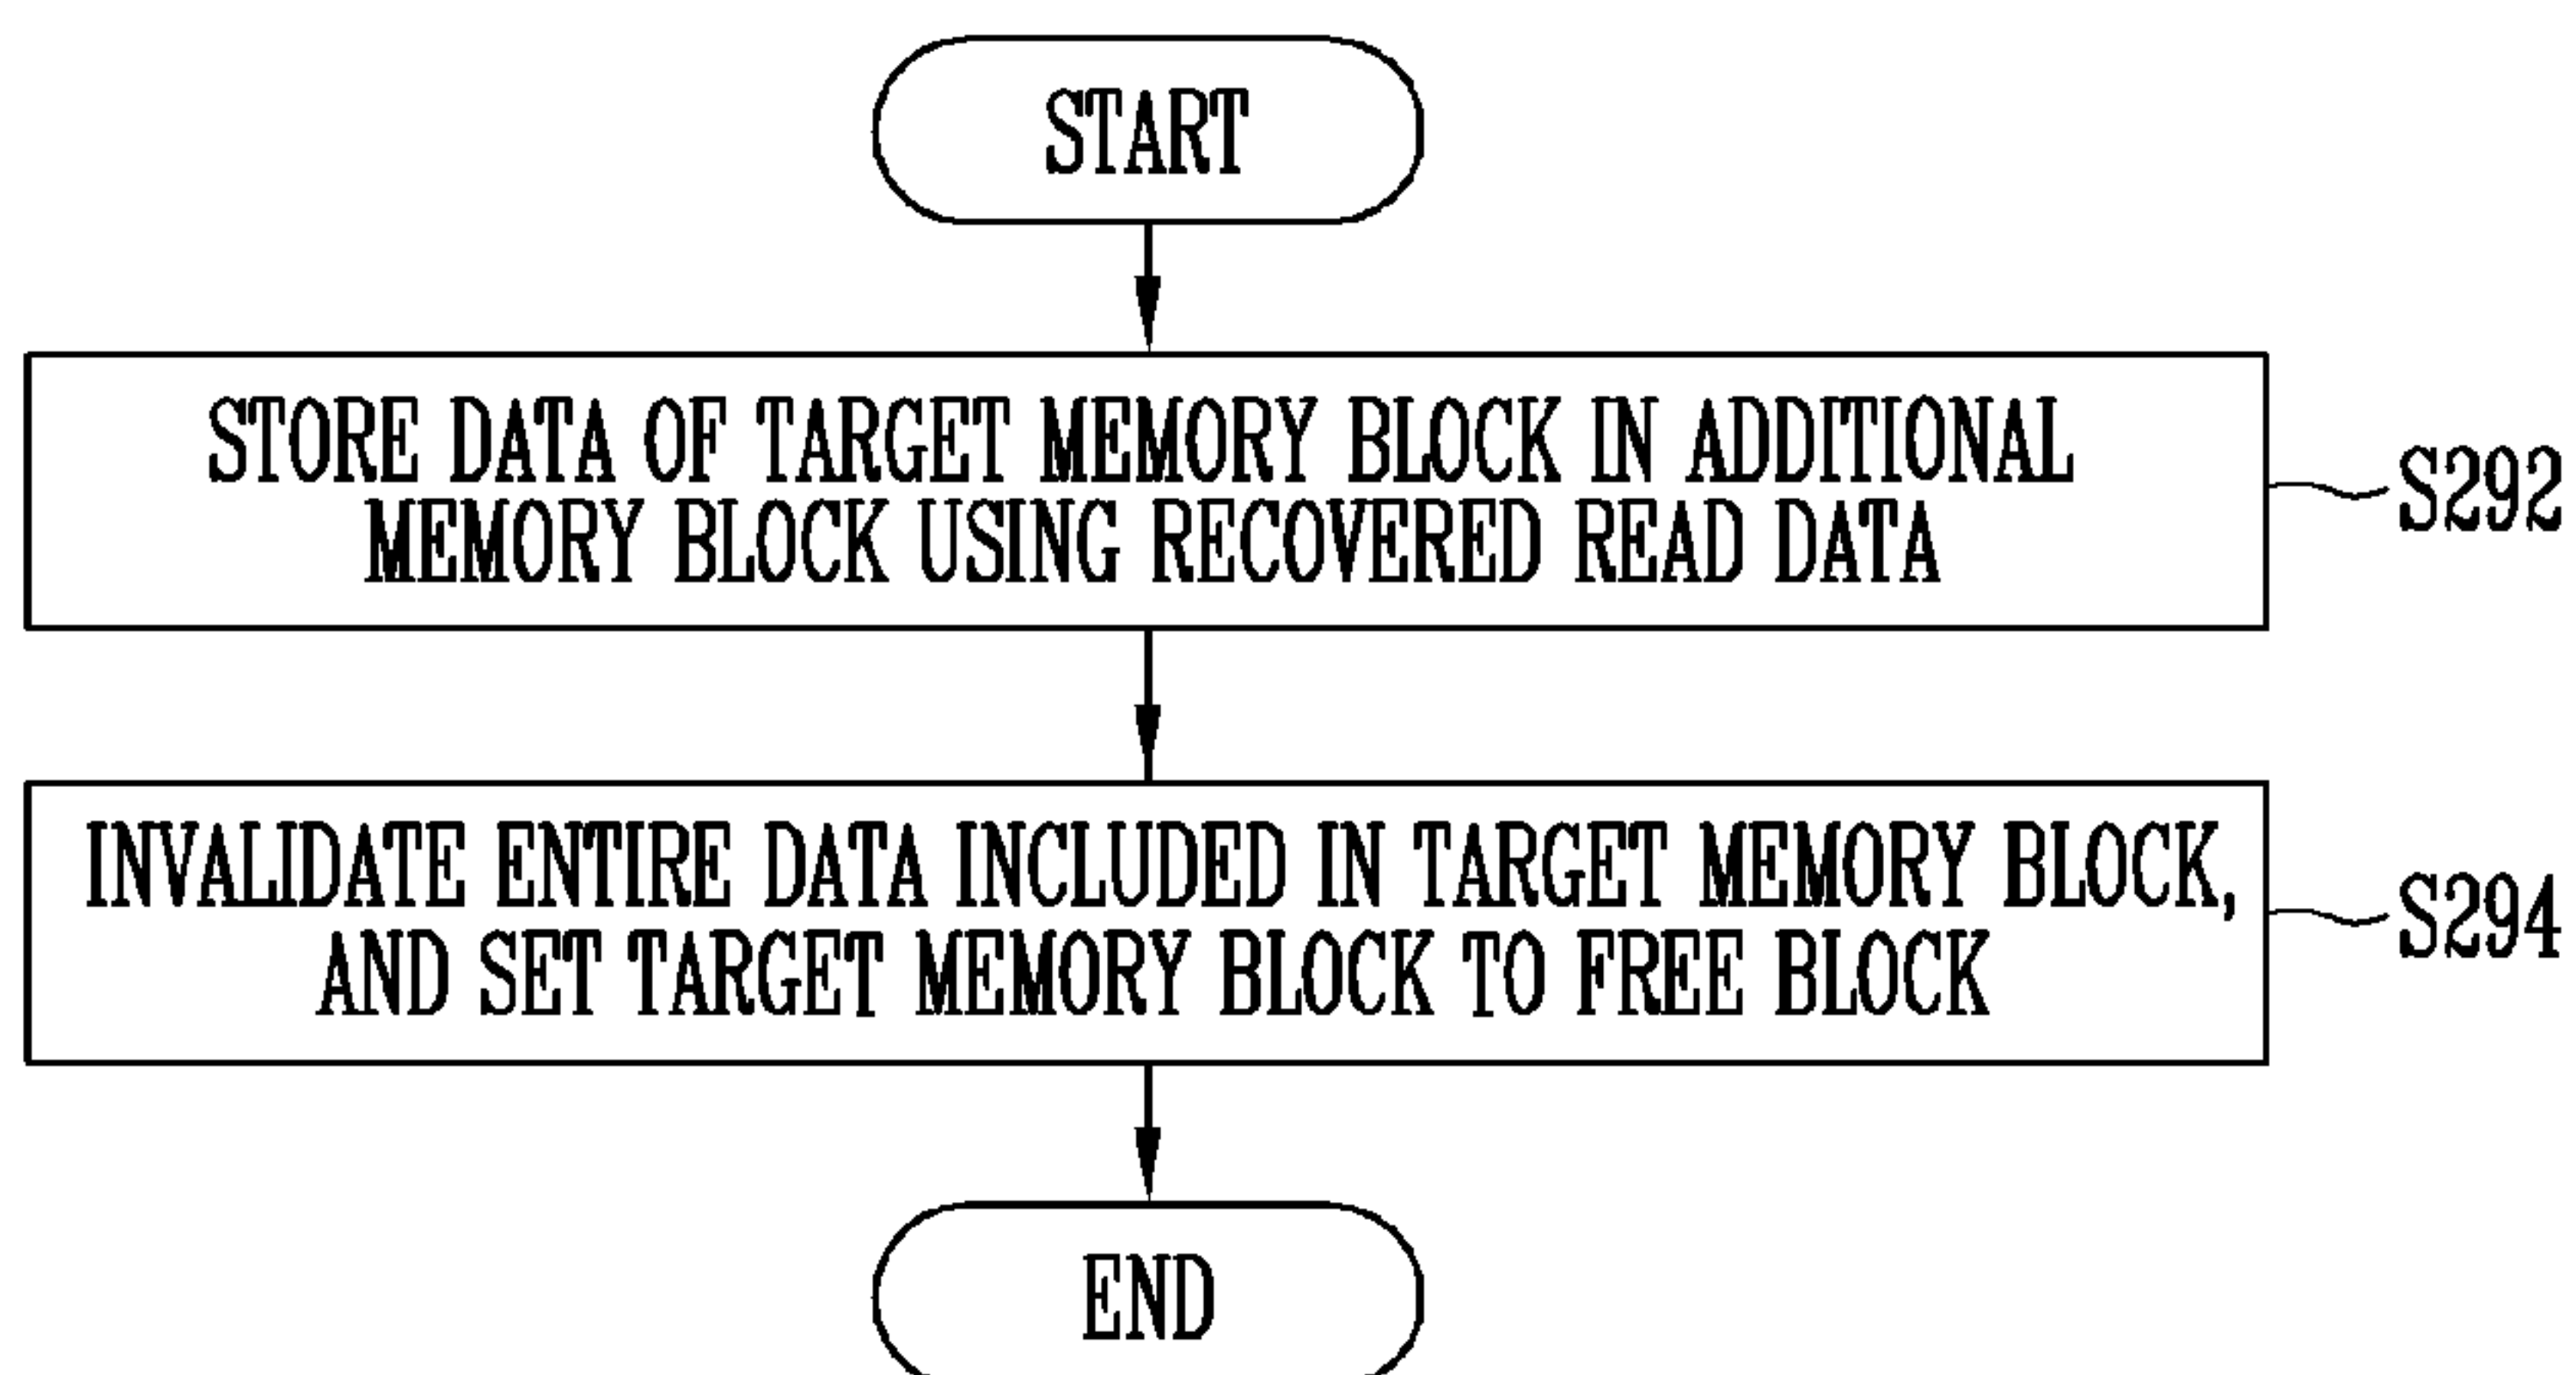 START
STORE DATA OF TARGET MEMORY BLOCK IN ADDITIONAL
MEMORY BLOCK USING RECOVERED READ DATA
S292
INVALIDATE ENTIRE DATA INCLUDED IN TARGET MEMORY BLOCK,
AND SET TARGET MEMORY BLOCK TO FREE BLOCK
S294
END